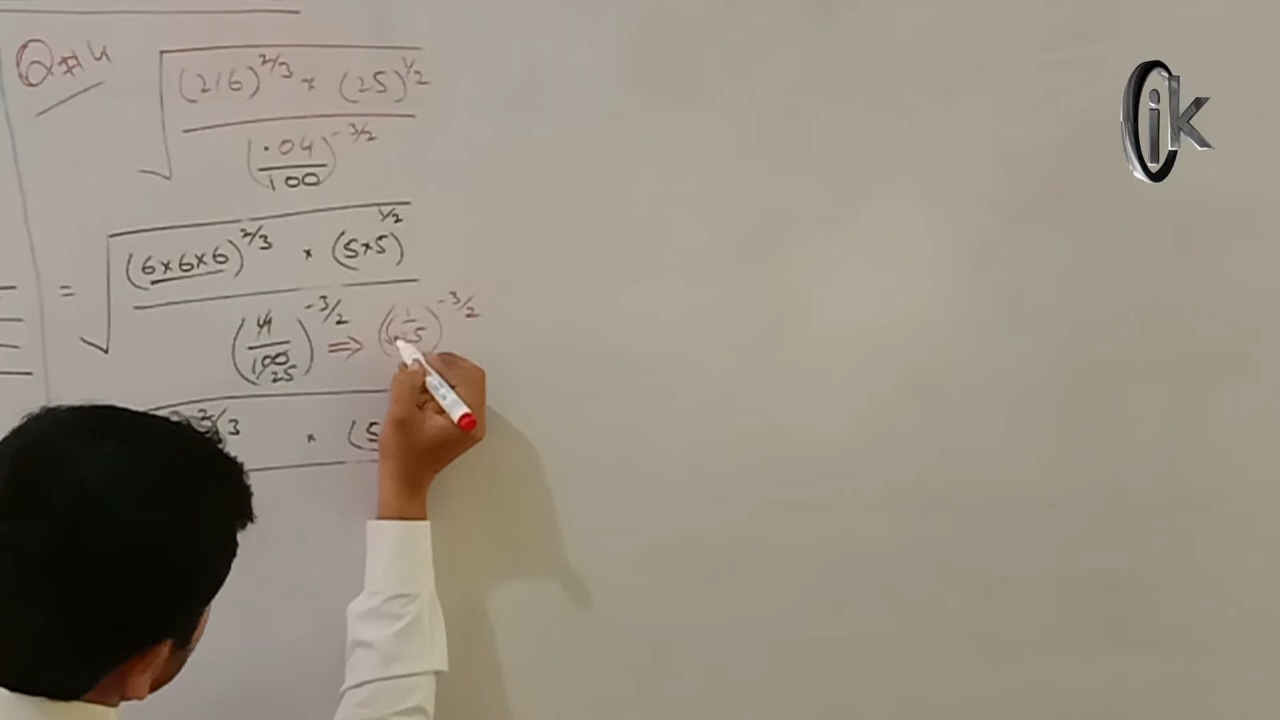 Q#4 √((216)^2/3 × (25)^1/2 / (.04/100)^-3/2)
= √((6×6×6)^2/3 × (5×5)^1/2 / (4/100 25)^-3/2 ⇒ (1/25)^-3/2
2/3 × (5
ik